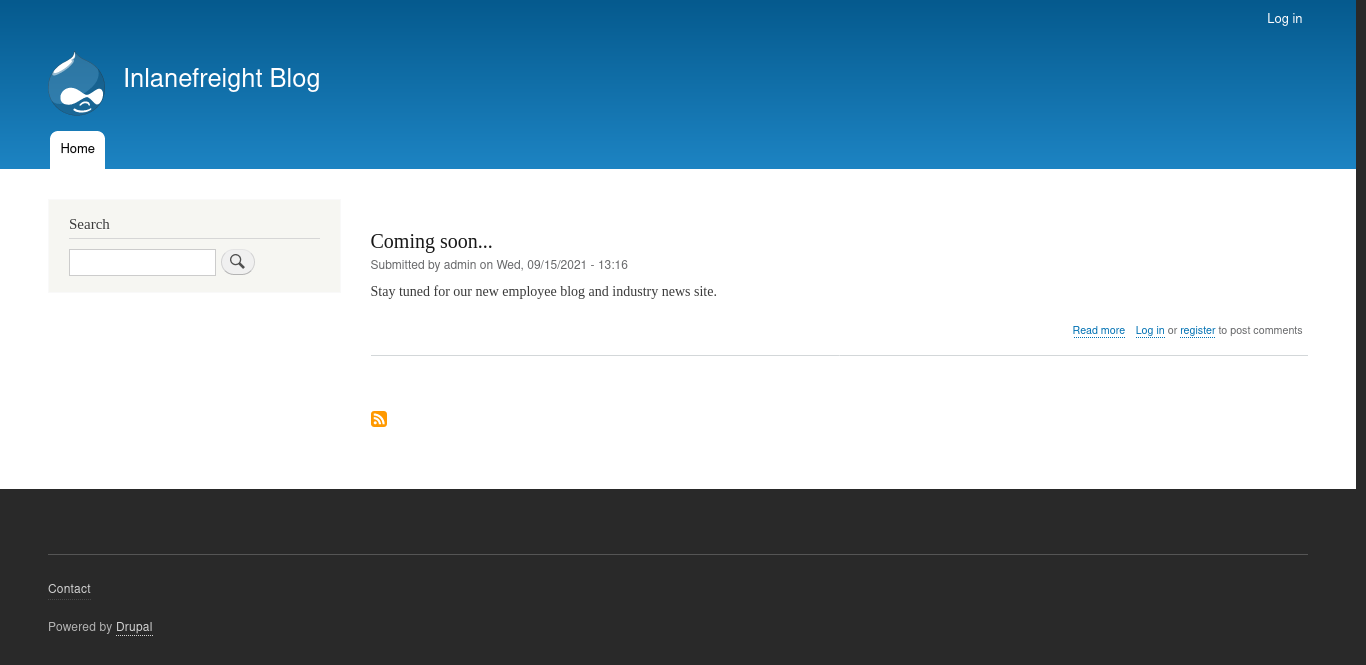 Log in
Inlanefreight Blog
Home
Search
Coming soon...
Submitted by admin on Wed, 09/15/2021 - 13:16
Stay tuned for our new employee blog and industry news site.
Read more Log in or register to post comments
Contact
Powered by Drupal